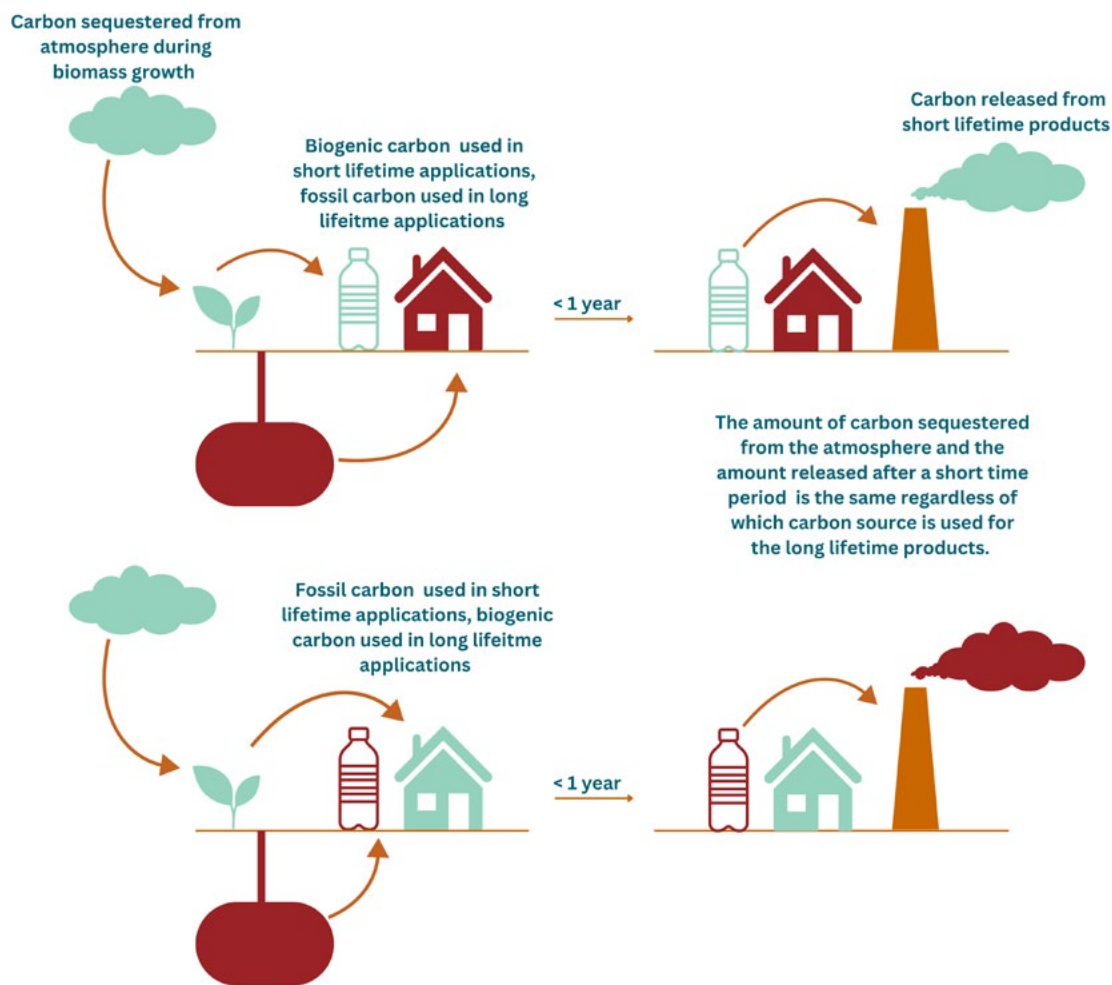 Carbon sequestered from
atmosphere during
biomass growth
Biogenic carbon used in
short lifetime applications,
fossil carbon used in long
lifeitme applications
Carbon released from
short lifetime products
< 1 year
The amount of carbon sequestered
from the atmosphere and the
amount released after a short time
period is the same regardless of
which carbon source is used for
the long lifetime products.
Fossil carbon used in short
lifetime applications, biogenic
carbon used in long lifeitme
applications
< 1 year